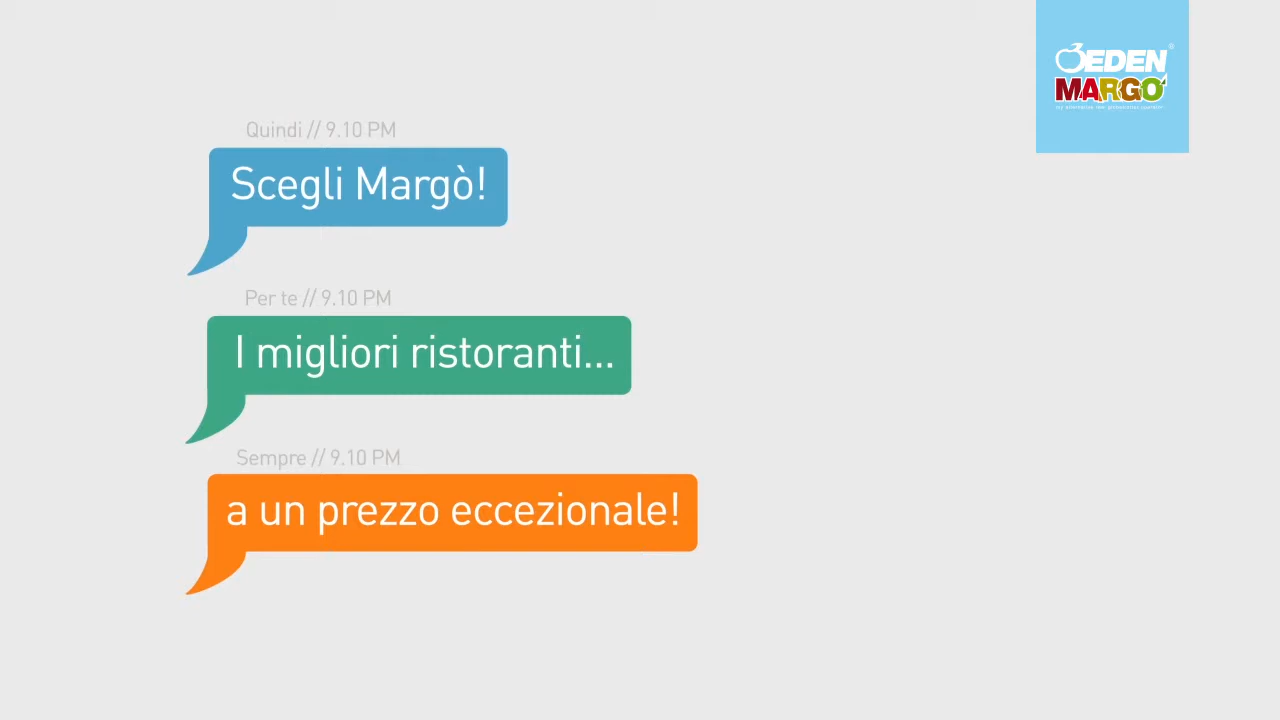 EDEN®
MARGÒ
Quindi // 9.10 PM
Scegli Margò!
Per te // 9.10 PM
I migliori ristoranti...
Sempre // 9.10 PM
a un prezzo eccezionale!